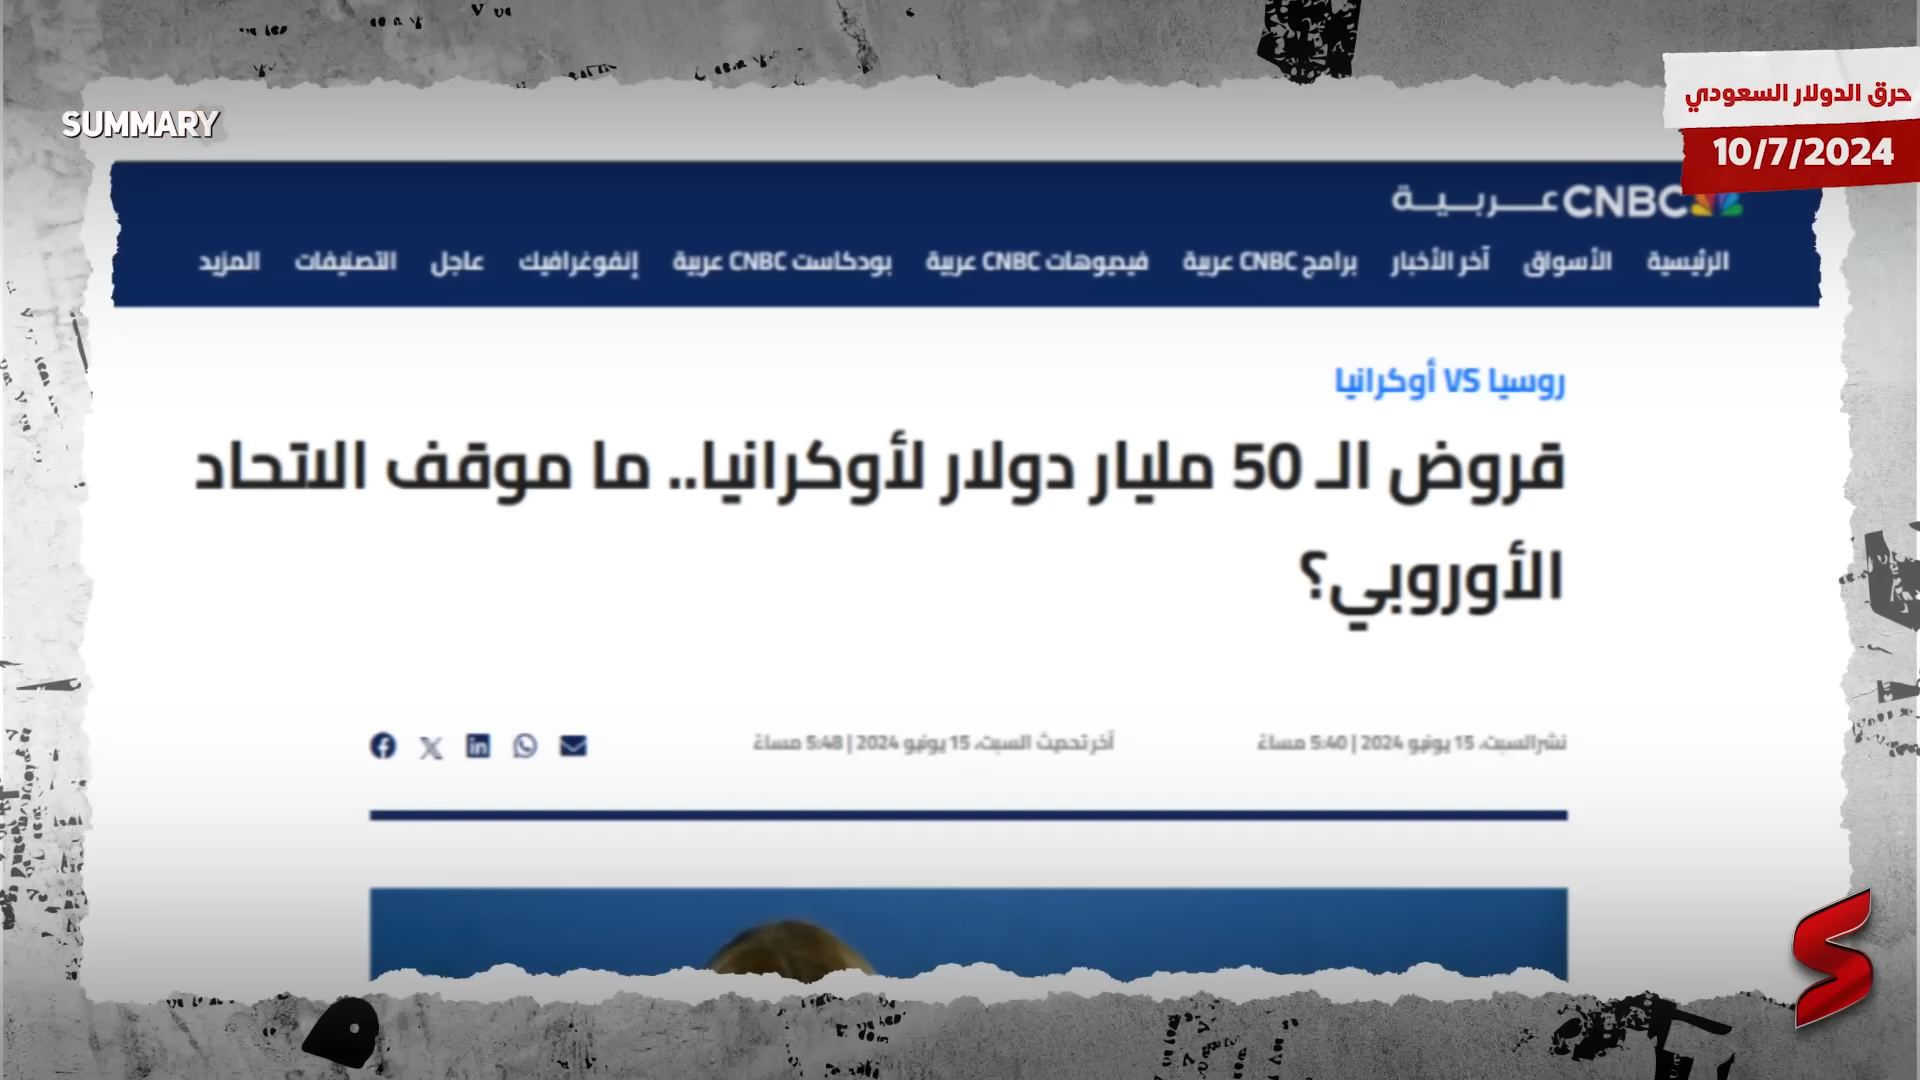 SUMMARY
حرق الدولار السعودي
10/7/2024
CNBC عربية
الرئيسية الأسواق آخر الأخبار برامج CNBC عربية فيديوهات CNBC عربية بودكاست CNBC عربية إنفوغرافيك عاجل التصنيفات المزيد
روسيا VS أوكرانيا
قروض الـ 50 مليار دولار لأوكرانيا.. ما موقف الاتحاد
الأوروبي؟
نشر السبت، 15 يونيو 2024 | 5:40 مساءً آخر تحديث السبت، 15 يونيو 2024 | 5:48 مساءً